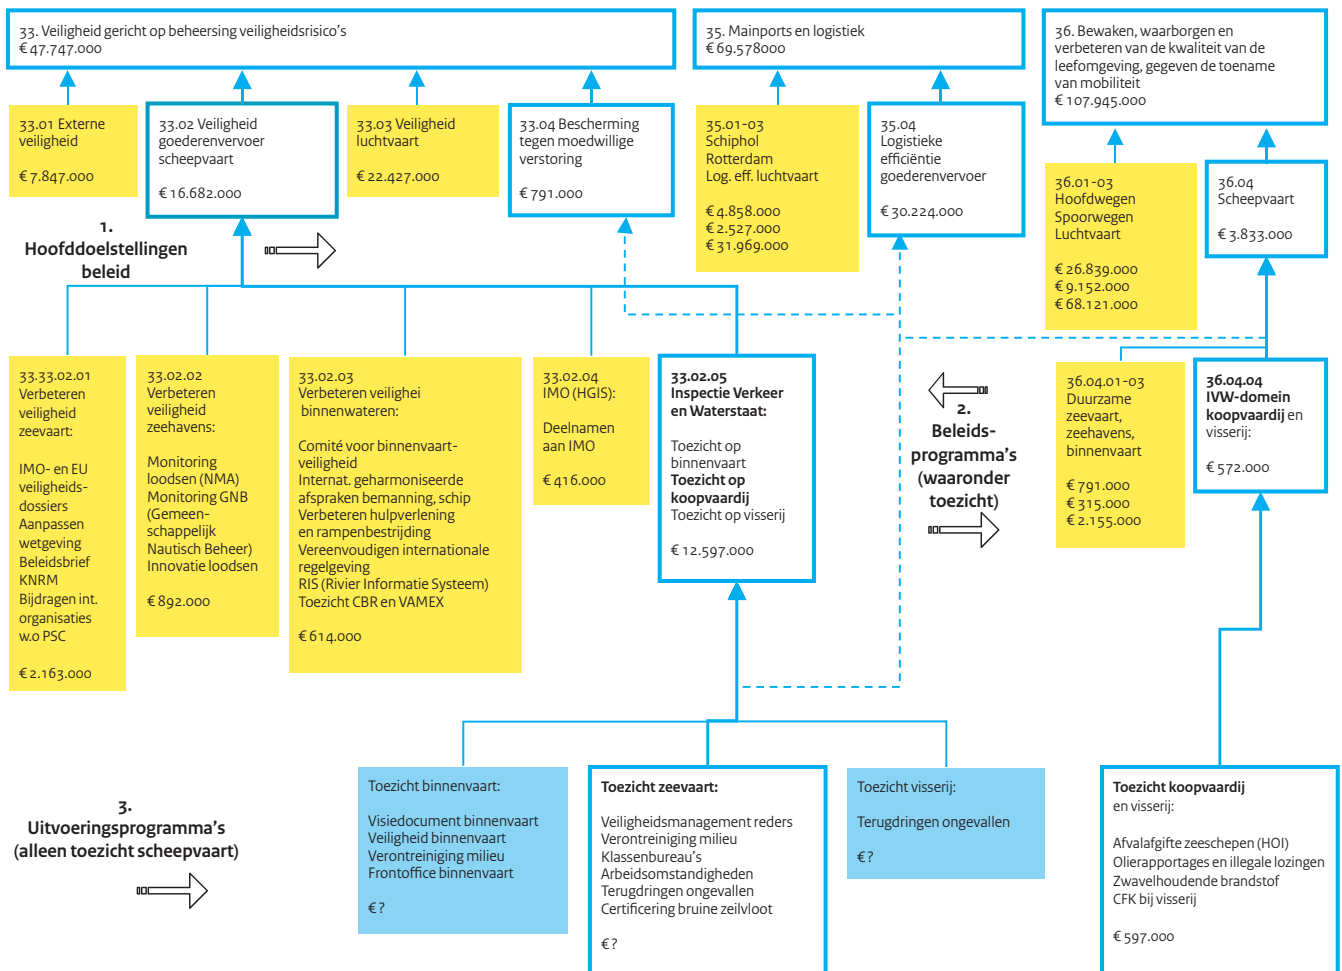 33. Veiligheid gericht op beheersing veiligheidsrisico's
€ 47.747.000
35. Mainports en logistiek
€ 69.578000
36. Bewaken, waarborgen en
verbeteren van de kwaliteit van de
leefomgeving, gegeven de toename
van mobiliteit
€ 107.945.000
33.01 Externe
veiligheid
€ 7.847.000
33.02 Veiligheid
goederenvervoer
scheepvaart
€ 16.682.000
33.03 Veiligheid
luchtvaart
€ 22.427.000
33.04 Bescherming
tegen moedwillige
verstoring
€ 791.000
35.01-03
Schiphol
Rotterdam
Log. eff. luchtvaart
€ 4.858.000
€ 2.527.000
€ 31.969.000
35.04
Logistieke
efficiëntie
goederenvervoer
€ 30.224.000
36.01-03
Hoofdwegen
Spoorwegen
Luchtvaart
€ 26.839.000
€ 9.152.000
€ 68.121.000
36.04
Scheepvaart
€ 3.833.000
1.
Hoofddoelstellingen
beleid
33.33.02.01
Verbeteren
veiligheid
zeevaart:
IMO- en EU
veiligheids-
dossiers
Aanpassen
wetgeving
Beleidsbrief
KNRM
Bijdragen int.
organisaties
w.o PSC
€ 2.163.000
33.02.02
Verbeteren
veiligheid
zeehavens:
Monitoring
loodsen (NMA)
Monitoring GNB
(Gemeen-
schappelijk
Nautisch Beheer)
Innovatie loodsen
€ 892.000
33.02.03
Verbeteren veilighei
binnenwateren:
Comité voor binnenvaart-
veiligheid
Internat. geharmoniseerde
afspraken bemanning, schip
Verbeteren hulpverlening
en rampenbestrijding
Vereenvoudigen internationale
regelgeving
RIS (Rivier Informatie Systeem)
Toezicht CBR en VAMEX
€ 614.000
33.02.04
IMO (HGIS):
Deelnamen
aan IMO
€ 416.000
33.02.05
Inspectie Verkeer
en Waterstaat:
Toezicht op
binnenvaart
Toezicht op
koopvaardij
Toezicht op visserij
€ 12.597.000
2.
Beleids-
programma's
(waaronder
toezicht)
36.04.01-03
Duurzame
zeevaart,
zeehavens,
binnenvaart
€ 791.000
€ 315.000
€ 2.155.000
36.04.04
IVW-domein
koopvaardij en
visserij:
€ 572.000
3.
Uitvoeringsprogramma's
(alleen toezicht scheepvaart)
Toezicht binnenvaart:
Visiedocument binnenvaart
Veiligheid binnenvaart
Verontreiniging milieu
Frontoffice binnenvaart
€ ?
Toezicht zeevaart:
Veiligheidsmanagement reders
Verontreiniging milieu
Klassenbureau's
Arbeidsomstandigheden
Terugdringen ongevallen
Certificering bruine zeilvloot
€ ?
Toezicht visserij:
Terugdringen ongevallen
€ ?
Toezicht koopvaardij
en visserij:
Afvalafgifte zeeschepen (HOI)
Olierapportages en illegale lozingen
Zwavelhoudende brandstof
CFK bij visserij
€ 597.000